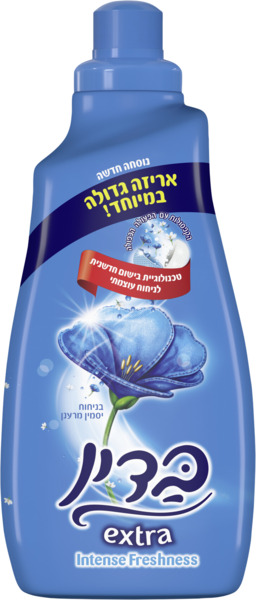 נוסחה חדשה
אריזה גדולה
במיוחד!
טכנולוגיית בישום חדשנית
לניחוח עוצמתי
בניחוח
יסמין מרענן
בדין
extra
Intense Freshness